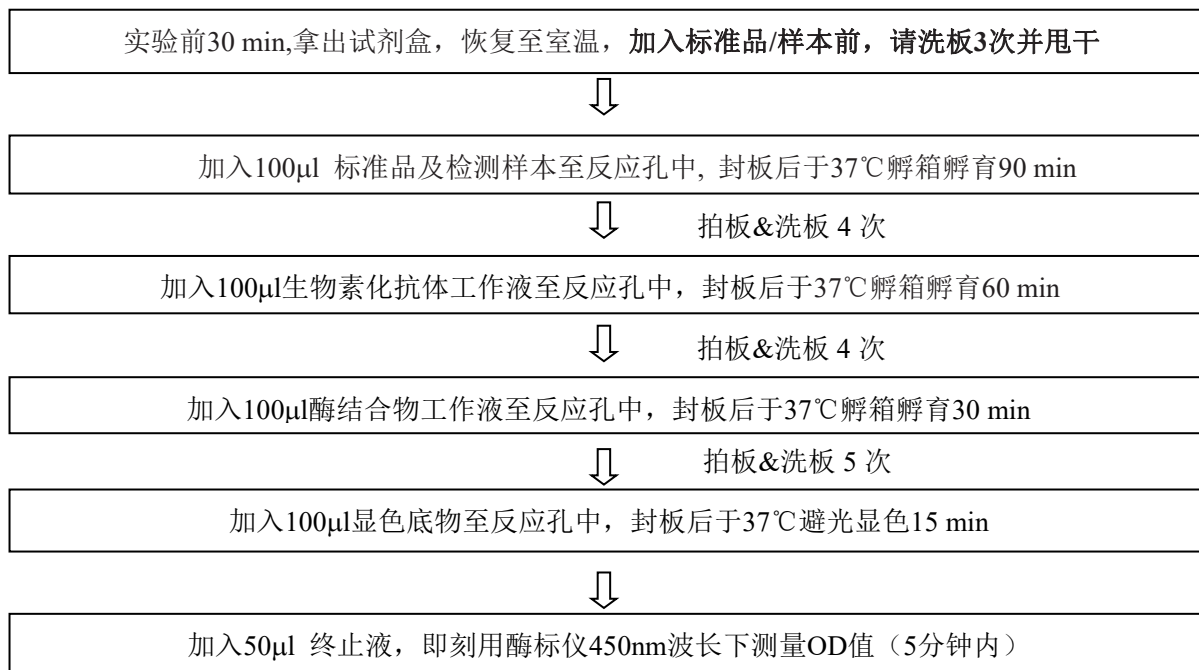 实验前30 min,拿出试剂盒，恢复至室温，加入标准品/样本前，请洗板3次并甩干
加入100μl 标准品及检测样本至反应孔中, 封板后于37℃孵箱孵育90 min
拍板&洗板 4 次
加入100μl生物素化抗体工作液至反应孔中，封板后于37℃孵箱孵育60 min
拍板&洗板 4 次
加入100μl酶结合物工作液至反应孔中，封板后于37℃孵箱孵育30 min
拍板&洗板 5 次
加入100μl显色底物至反应孔中，封板后于37℃避光显色15 min
加入50μl 终止液，即刻用酶标仪450nm波长下测量OD值（5分钟内）